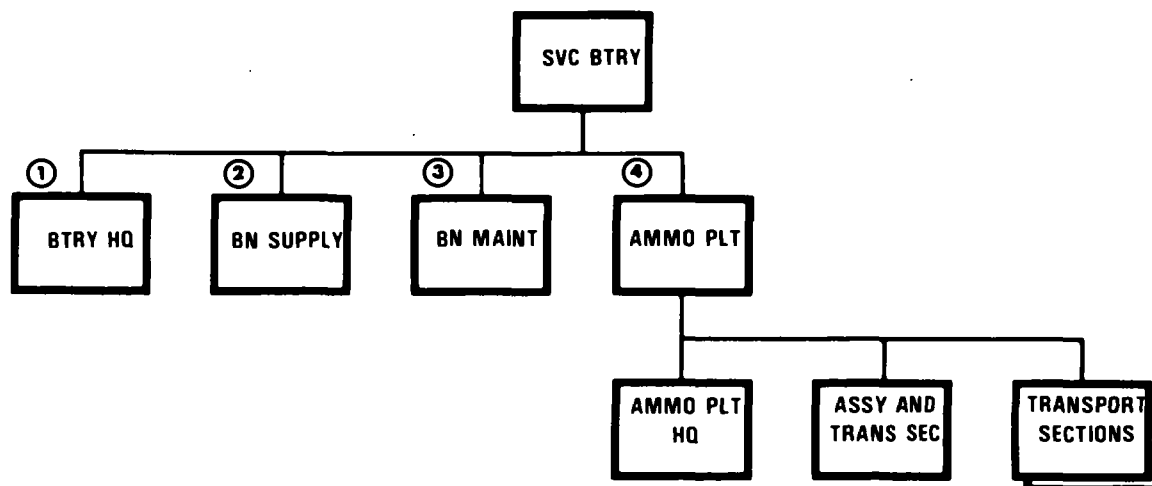 SVC BTRY
① ② ③ ④
BTRY HQ
BN SUPPLY
BN MAINT
AMMO PLT
AMMO PLT
HQ
ASSY AND
TRANS SEC
TRANSPORT
SECTIONS